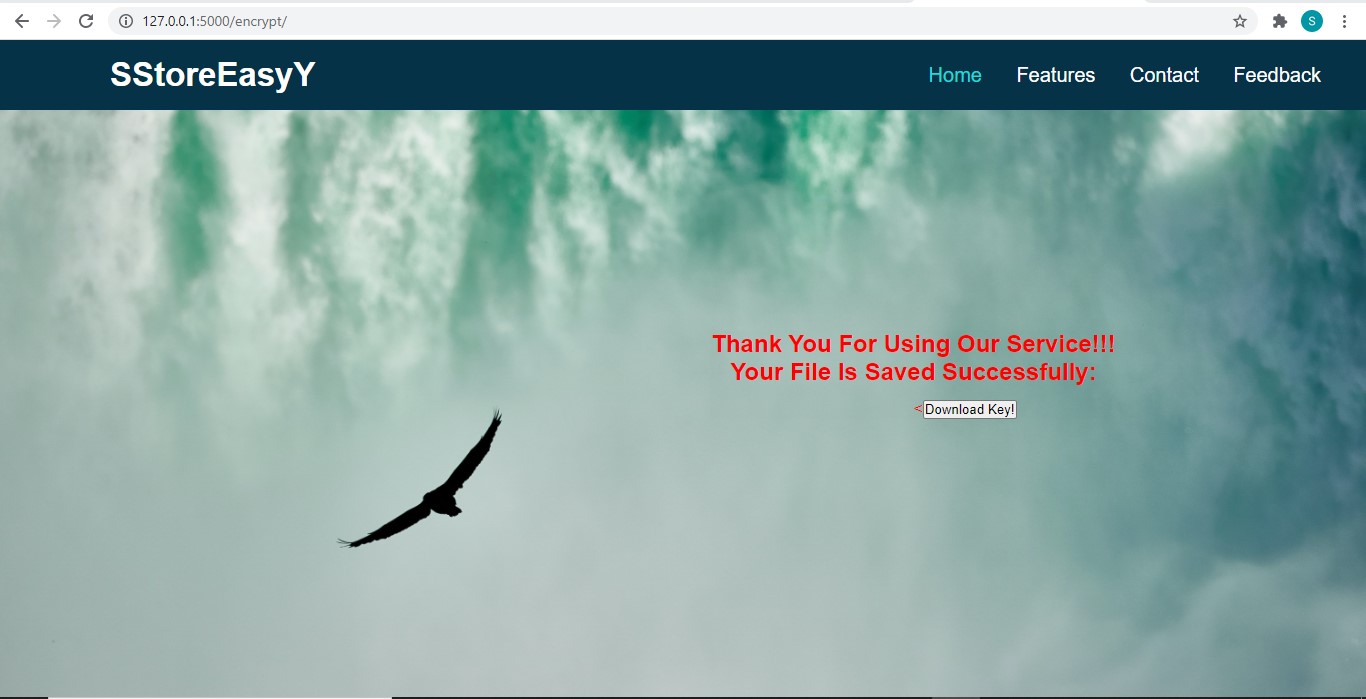 127.0.0.1:5000/encrypt/
S
SStoreEasyY
Home
Features
Contact
Feedback
Thank You For Using Our Service!!!
Your File Is Saved Successfully:
<Download Key!